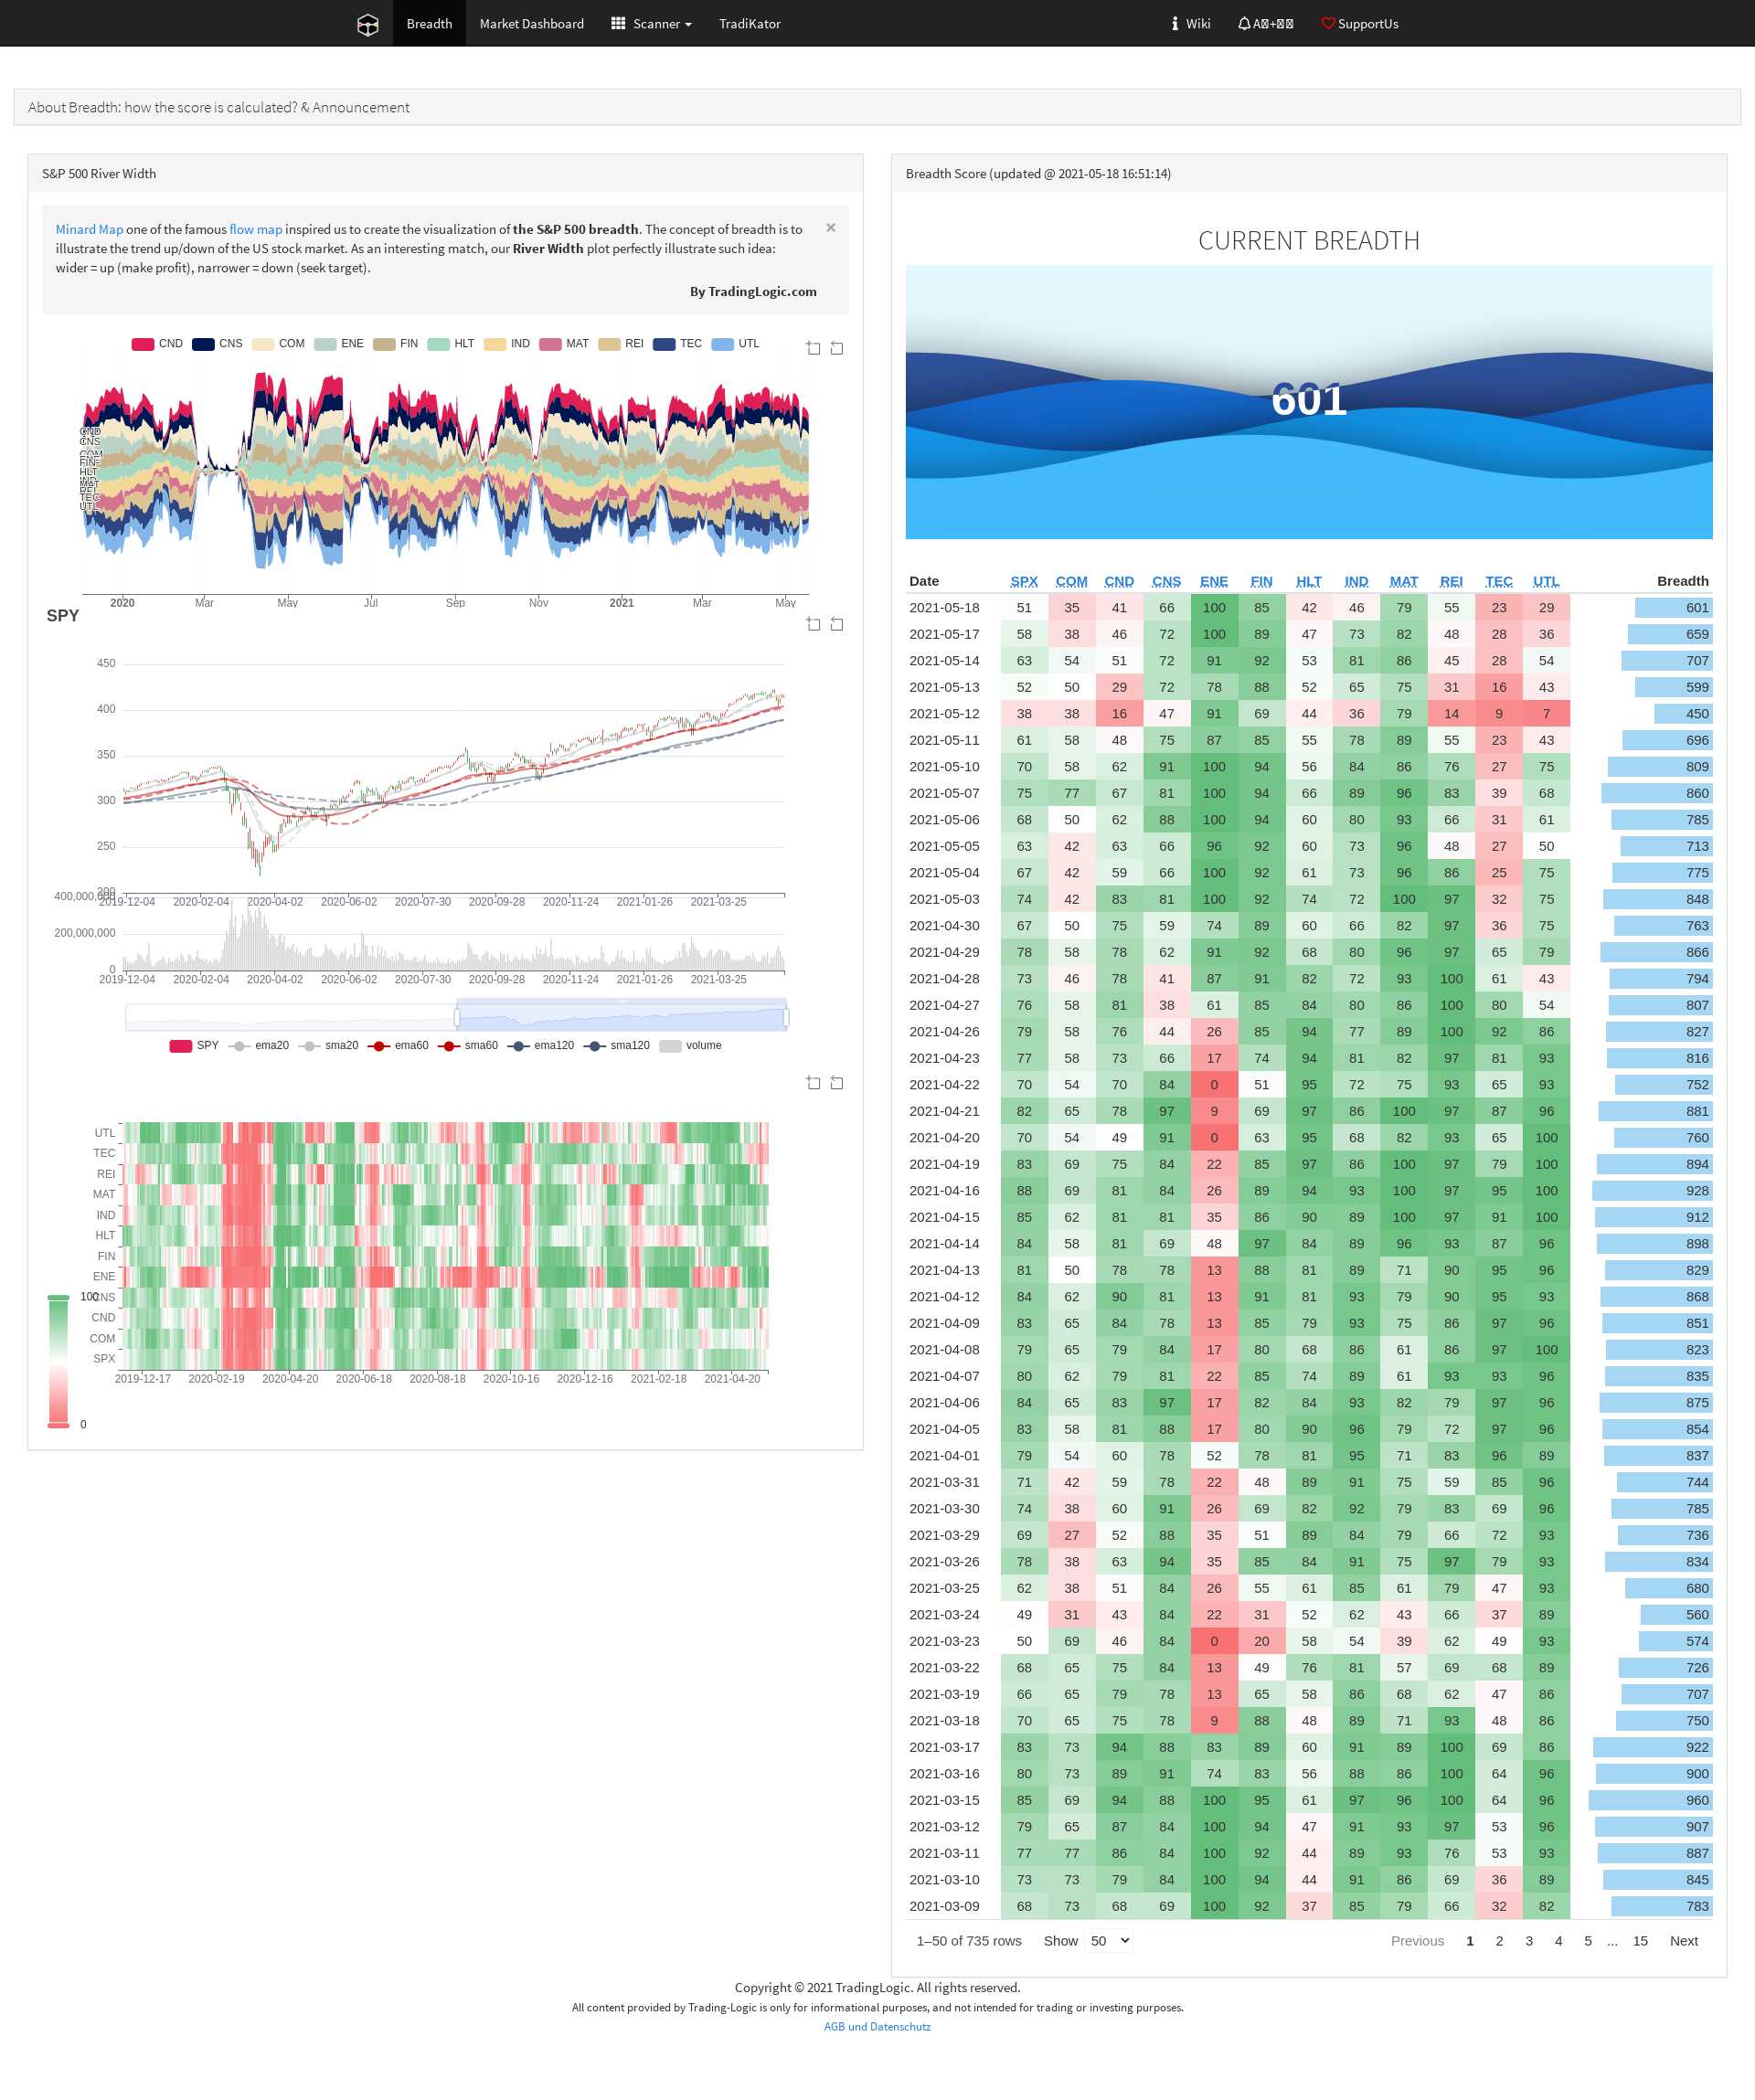 Breadth Market Dashboard Scanner TradiKator Wiki SupportUs
About Breadth: how the score is calculated? & Announcement
S&P 500 River Width
Minard Map one of the famous flow map inspired us to create the visualization of the S&P 500 breadth. The concept of breadth is to
illustrate the trend up/down of the US stock market. As an interesting match, our River Width plot perfectly illustrate such idea:
wider = up (make profit), narrower = down (seek target).
×
By TradingLogic.com
CND CNS COM ENE FIN HLT IND MAT REI TEC UTL
CND
CNS
COM
ENE
FIN
HLT
IND
MAT
REI
TEC
UTL
2020 Mar May Jul Sep Nov 2021 Mar May
SPY
450
400
350
300
250
200
2019-12-04 2020-02-04 2020-04-02 2020-06-02 2020-07-30 2020-09-28 2020-11-24 2021-01-26 2021-03-25
400,000,000
200,000,000
0
2019-12-04 2020-02-04 2020-04-02 2020-06-02 2020-07-30 2020-09-28 2020-11-24 2021-01-26 2021-03-25
SPY ema20 sma20 ema60 sma60 ema120 sma120 volume
UTL
TEC
REI
MAT
IND
HLT
FIN
ENE
CNS
CND
COM
SPX
2019-12-17 2020-02-19 2020-04-20 2020-06-18 2020-08-18 2020-10-16 2020-12-16 2021-02-18 2021-04-20
100
0
Breadth Score (updated @ 2021-05-18 16:51:14)
CURRENT BREADTH
601
Date SPX COM CND CNS ENE FIN HLT IND MAT REI TEC UTL Breadth
2021-05-18 51 35 41 66 100 85 42 46 79 55 23 29 601
2021-05-17 58 38 46 72 100 89 47 73 82 48 28 36 659
2021-05-14 63 54 51 72 91 92 53 81 86 45 28 54 707
2021-05-13 52 50 29 72 78 88 52 65 75 31 16 43 599
2021-05-12 38 38 16 47 91 69 44 36 79 14 9 7 450
2021-05-11 61 58 48 75 87 85 55 78 89 55 23 43 696
2021-05-10 70 58 62 91 100 94 56 84 86 76 27 75 809
2021-05-07 75 77 67 81 100 94 66 89 96 83 39 68 860
2021-05-06 68 50 62 88 100 94 60 80 93 66 31 61 785
2021-05-05 63 42 63 66 96 92 60 73 96 48 27 50 713
2021-05-04 67 42 59 66 100 92 61 73 96 86 25 75 775
2021-05-03 74 42 83 81 100 92 74 72 100 97 32 75 848
2021-04-30 67 50 75 59 74 89 60 66 82 97 36 75 763
2021-04-29 78 58 78 62 91 92 68 80 96 97 65 79 866
2021-04-28 73 46 78 41 87 91 82 72 93 100 61 43 794
2021-04-27 76 58 81 38 61 85 84 80 86 100 80 54 807
2021-04-26 79 58 76 44 26 85 94 77 89 100 92 86 827
2021-04-23 77 58 73 66 17 74 94 81 82 97 81 93 816
2021-04-22 70 54 70 84 0 51 95 72 75 93 65 93 752
2021-04-21 82 65 78 97 9 69 97 86 100 97 87 96 881
2021-04-20 70 54 49 91 0 63 95 68 82 93 65 100 760
2021-04-19 83 69 75 84 22 85 97 86 100 97 79 100 894
2021-04-16 88 69 81 84 26 89 94 93 100 97 95 100 928
2021-04-15 85 62 81 81 35 86 90 89 100 97 91 100 912
2021-04-14 84 58 81 69 48 97 84 89 96 93 87 96 898
2021-04-13 81 50 78 78 13 88 81 89 71 90 95 96 829
2021-04-12 84 62 90 81 13 91 81 93 79 90 95 93 868
2021-04-09 83 65 84 78 13 85 79 93 75 86 97 96 851
2021-04-08 79 65 79 84 17 80 68 86 61 86 97 100 823
2021-04-07 80 62 79 81 22 85 74 89 61 93 93 96 835
2021-04-06 84 65 83 97 17 82 84 93 82 79 97 96 875
2021-04-05 83 58 81 88 17 80 90 96 79 72 97 96 854
2021-04-01 79 54 60 78 52 78 81 95 71 83 96 89 837
2021-03-31 71 42 59 78 22 48 89 91 75 59 85 96 744
2021-03-30 74 38 60 91 26 69 82 92 79 83 69 96 785
2021-03-29 69 27 52 88 35 51 89 84 79 66 72 93 736
2021-03-26 78 38 63 94 35 85 84 91 75 97 79 93 834
2021-03-25 62 38 51 84 26 55 61 85 61 79 47 93 680
2021-03-24 49 31 43 84 22 31 52 62 43 66 37 89 560
2021-03-23 50 69 46 84 0 20 58 54 39 62 49 93 574
2021-03-22 68 65 75 84 13 49 76 81 57 69 68 89 726
2021-03-19 66 65 79 78 13 65 58 86 68 62 47 86 707
2021-03-18 70 65 75 78 9 88 48 89 71 93 48 86 750
2021-03-17 83 73 94 88 83 89 60 91 89 100 69 86 922
2021-03-16 80 73 89 91 74 83 56 88 86 100 64 96 900
2021-03-15 85 69 94 88 100 95 61 97 96 100 64 96 960
2021-03-12 79 65 87 84 100 94 47 91 93 97 53 96 907
2021-03-11 77 77 86 84 100 92 44 89 93 76 53 93 887
2021-03-10 73 73 79 84 100 94 44 91 86 69 36 89 845
2021-03-09 68 73 68 69 100 92 37 85 79 66 32 82 783
1–50 of 735 rows Show 50 Previous 1 2 3 4 5 ... 15 Next
Copyright © 2021 TradingLogic. All rights reserved.
All content provided by Trading-Logic is only for informational purposes, and not intended for trading or investing purposes.
AGB und Datenschutz